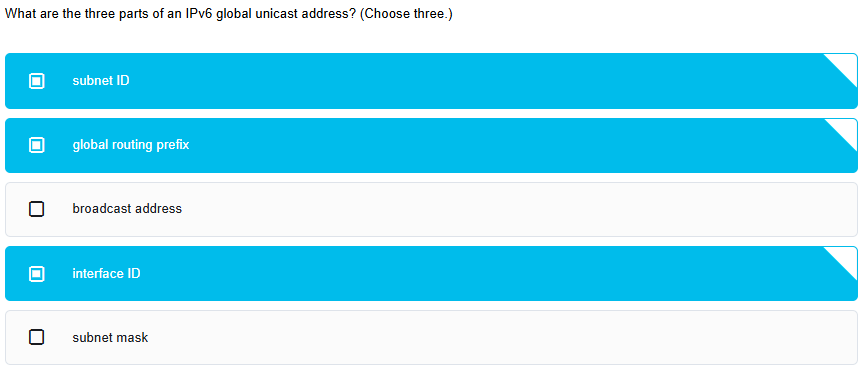 What are the three parts of an IPv6 global unicast address? (Choose three.)
subnet ID
global routing prefix
broadcast address
interface ID
subnet mask